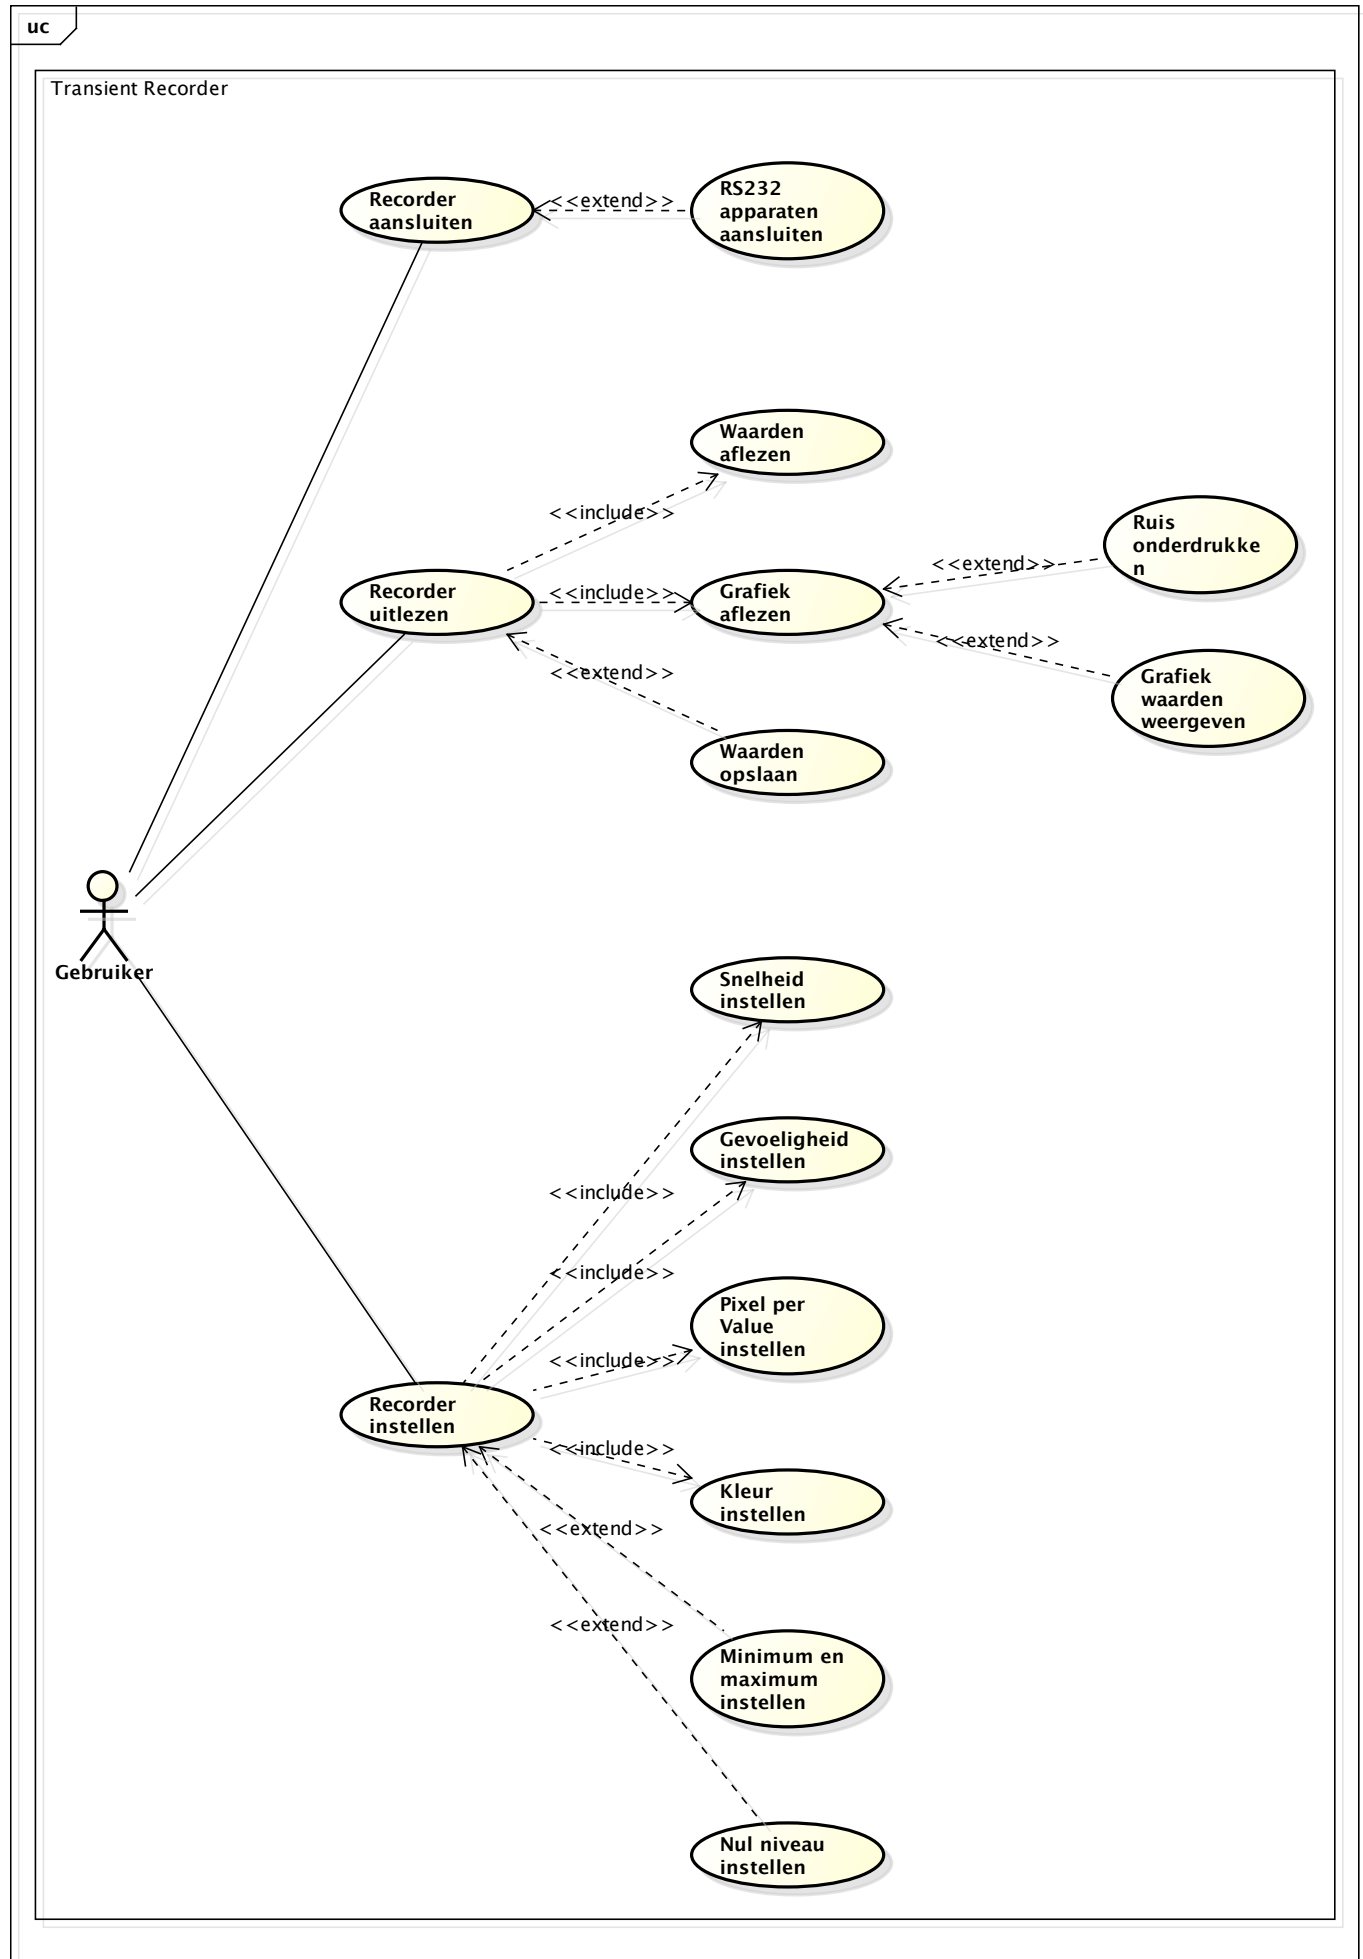 uc
Transient Recorder
Recorder
aansluiten
<<extend>>
RS232
apparaten
aansluiten
Waarden
aflezen
<<include>>
Recorder
uitlezen
<<include>>
Grafiek
aflezen
<<extend>>
Ruis
onderdrukke
n
<<extend>>
Grafiek
waarden
weergeven
<<extend>>
Waarden
opslaan
Gebruiker
Snelheid
instellen
<<include>>
Gevoeligheid
instellen
<<include>>
Pixel per
Value
instellen
<<include>>
Recorder
instellen
<<include>>
Kleur
instellen
<<extend>>
Minimum en
maximum
instellen
<<extend>>
Nul niveau
instellen